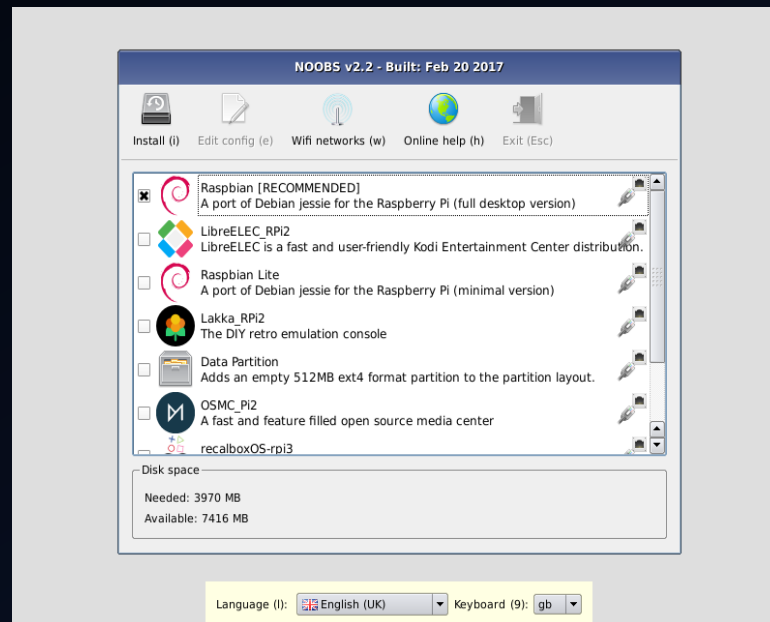 NOOBS v2.2 - Built: Feb 20 2017
Install (i) Edit config (e) Wifi networks (w) Online help (h) Exit (Esc)
Raspbian [RECOMMENDED]
A port of Debian jessie for the Raspberry Pi (full desktop version)
LibreELEC_RPi2
LibreELEC is a fast and user-friendly Kodi Entertainment Center distribution.
Raspbian Lite
A port of Debian jessie for the Raspberry Pi (minimal version)
Lakka_RPi2
The DIY retro emulation console
Data Partition
Adds an empty 512MB ext4 format partition to the partition layout.
OSMC_Pi2
A fast and feature filled open source media center
recalboxOS-rpi3
Disk space
Needed: 3970 MB
Available: 7416 MB
Language (l): English (UK) Keyboard (9): gb